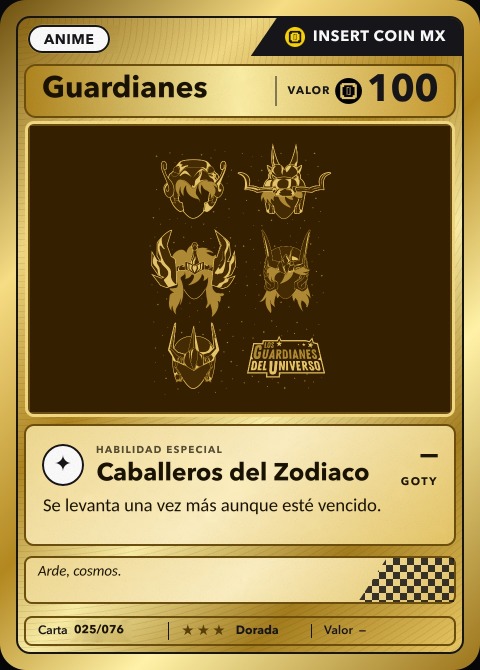 ANIME
INSERT COIN MX
Guardianes
VALOR 100
LOS
GUARDIANES
DEL UNIVERSO
HABILIDAD ESPECIAL
Caballeros del Zodiaco
–
GOTY
Se levanta una vez más aunque esté vencido.
Arde, cosmos.
Carta 025/076 ★ ★ ★ Dorada Valor –